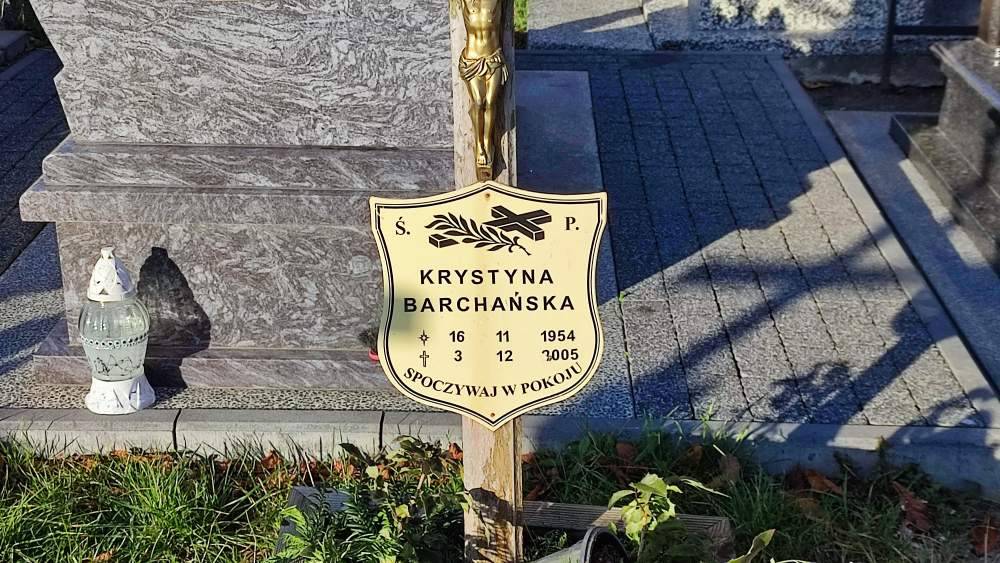 Ś. P.
KRYSTYNA
BARCHAŃSKA
16 11 1954
3 12 2005
SPOCZYWAJ W POKOJU